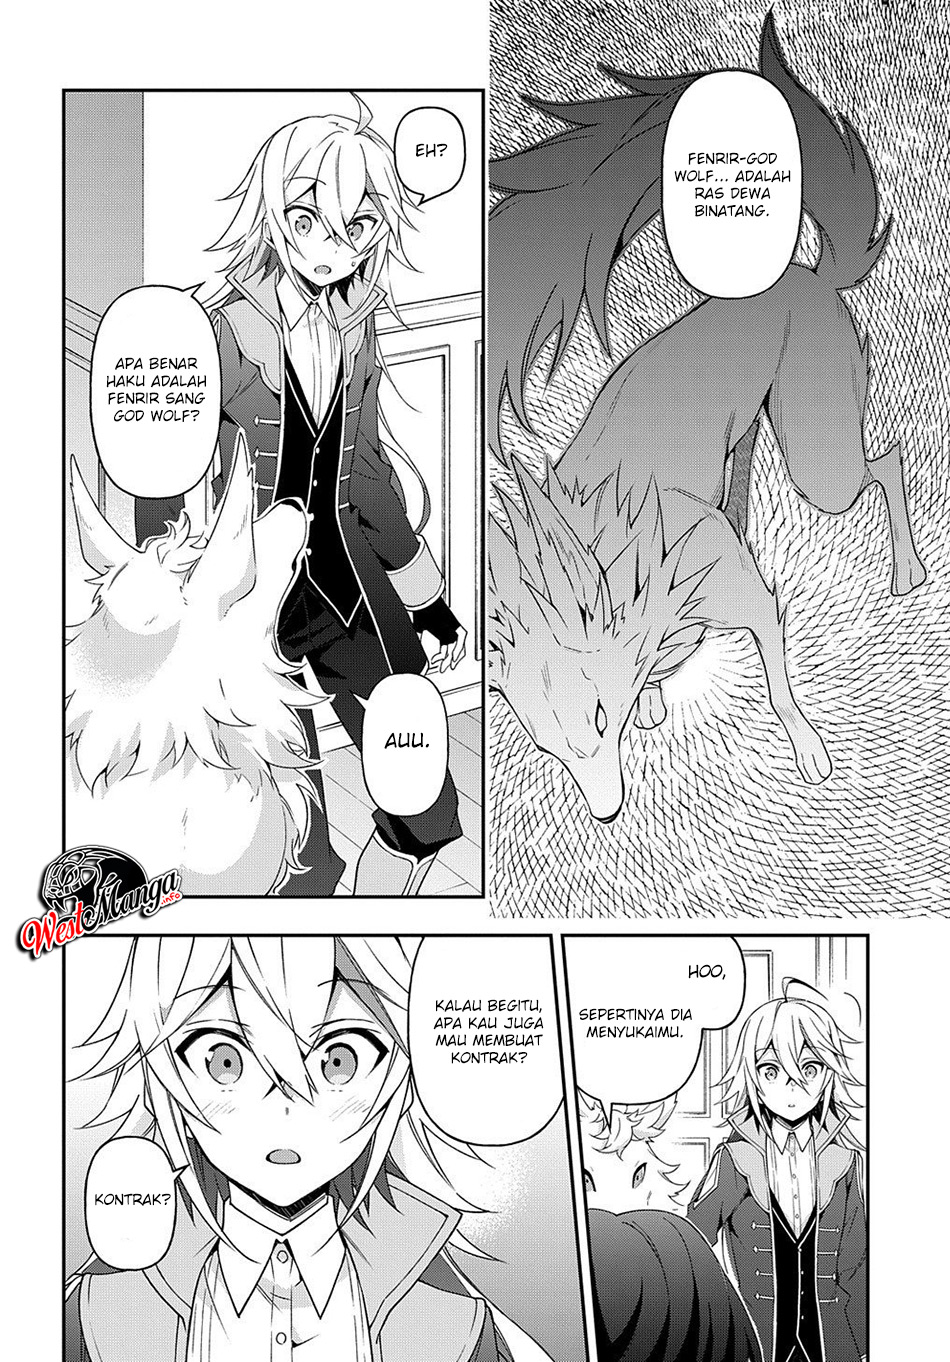 FENRIR-GOD
WOLF... ADALAH
RAS DEWA
BINATANG.
EH?
APA BENAR
HAKU ADALAH
FENRIR SANG
GOD WOLF?
AUU.
HOO,
SEPERTINYA DIA
MENYUKAIMU.
KALAU BEGITU,
APA KAU JUGA
MAU MEMBUAT
KONTRAK?
KONTRAK?
WestManga.info